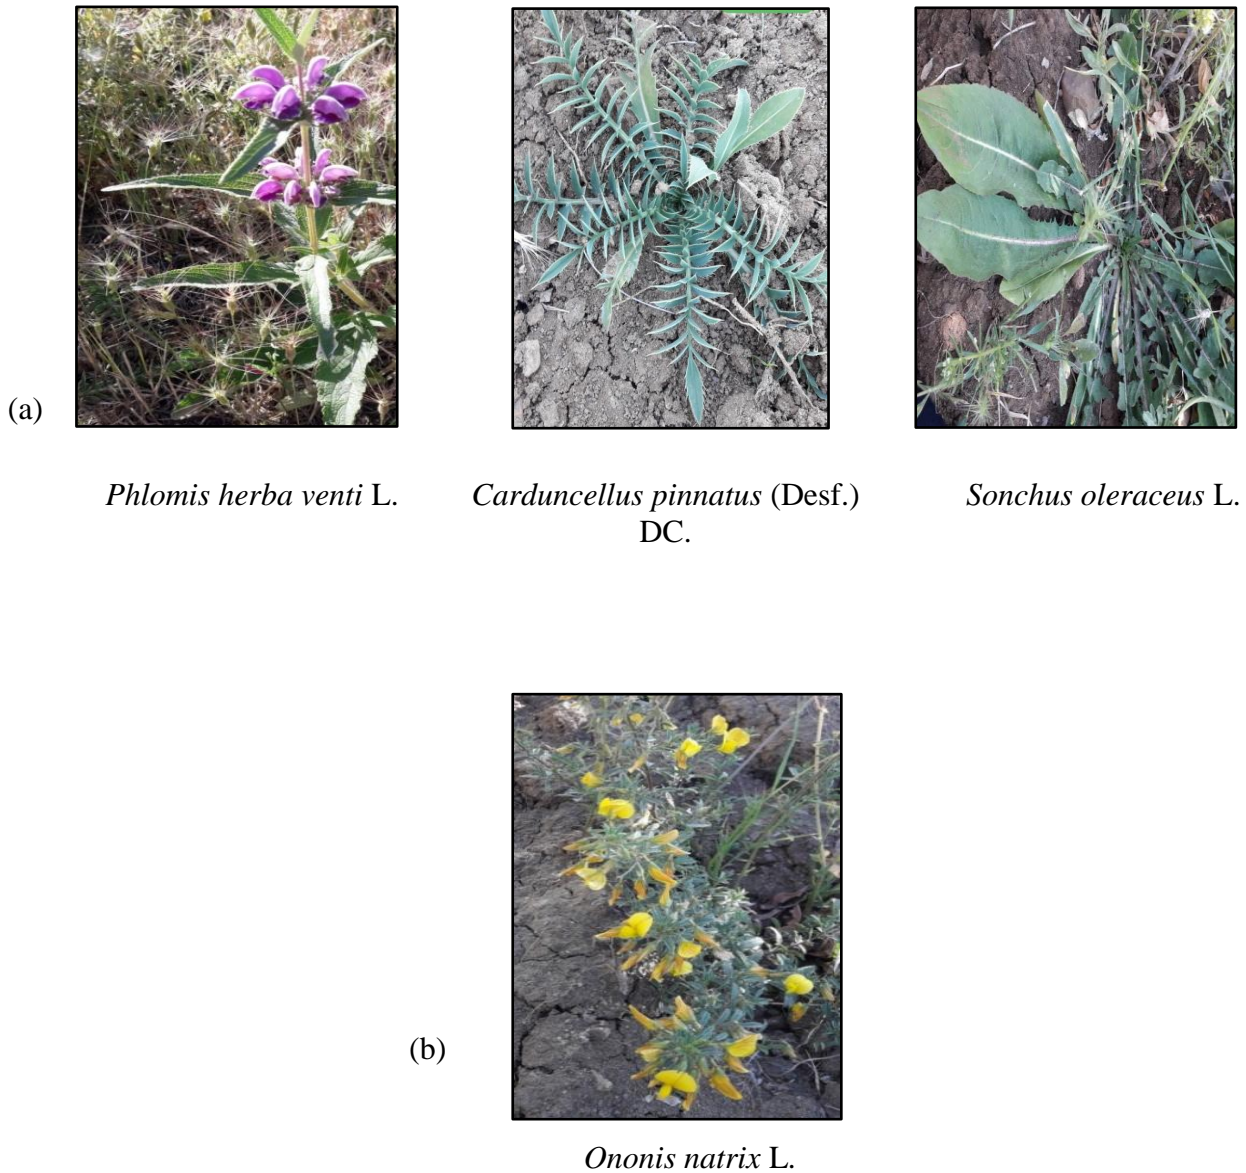 (a)
Phlomis herba venti L.
Carduncellus pinnatus (Desf.)
DC.
Sonchus oleraceus L.
(b)
Ononis natrix L.